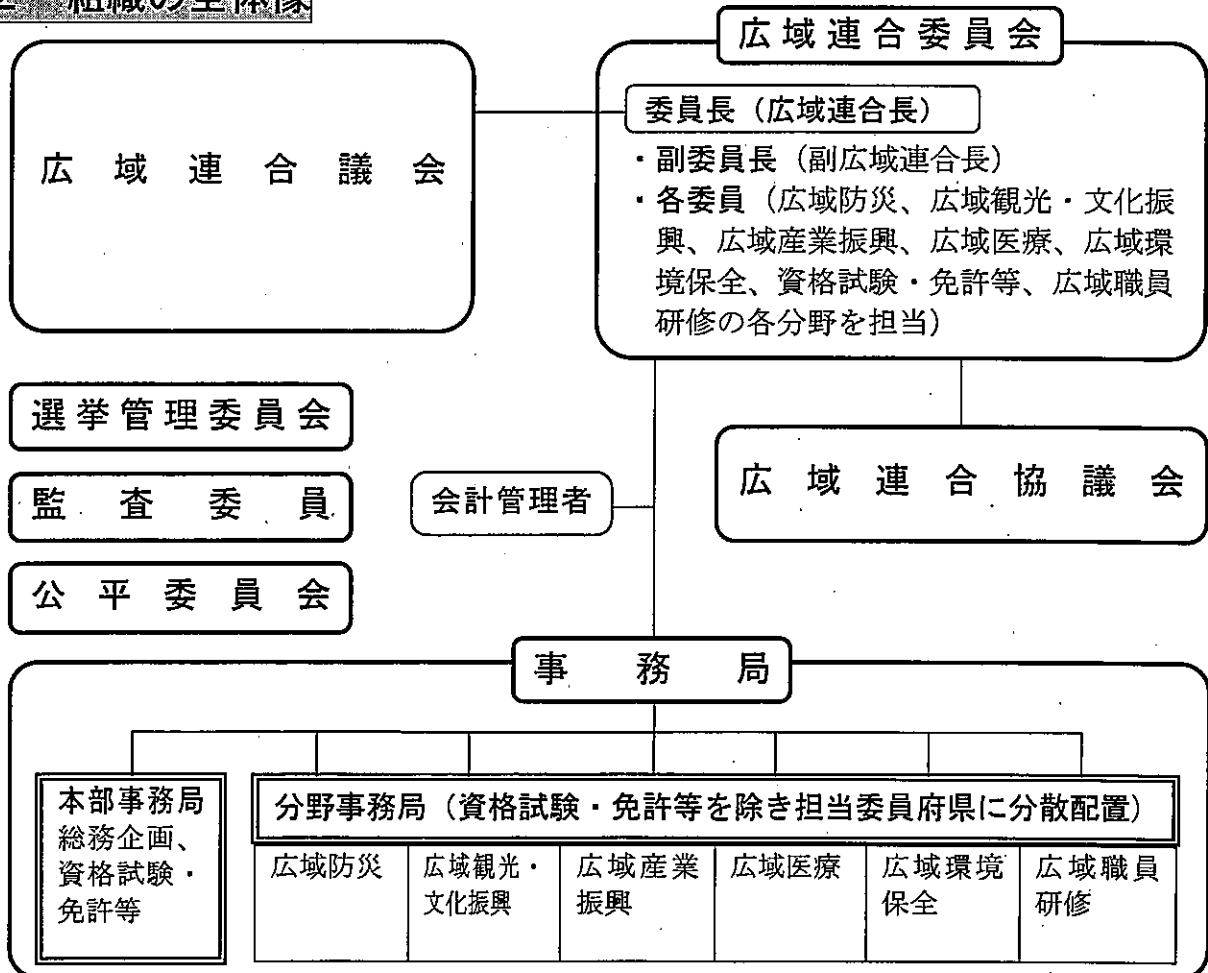 組織の全体像
広域連合議会
広域連合委員会
委員長（広域連合長）
・副委員長（副広域連合長）
・各委員（広域防災、広域観光・文化振
興、広域産業振興、広域医療、広域環
境保全、資格試験・免許等、広域職員
研修の各分野を担当）
選挙管理委員会
監査委員
公平委員会
会計管理者
広域連合協議会
事務局
本部事務局
総務企画、
資格試験・
免許等
分野事務局（資格試験・免許等を除き担当委員府県に分散配置）
広域防災
広域観光・
文化振興
広域産業
振興
広域医療
広域環境
保全
広域職員
研修